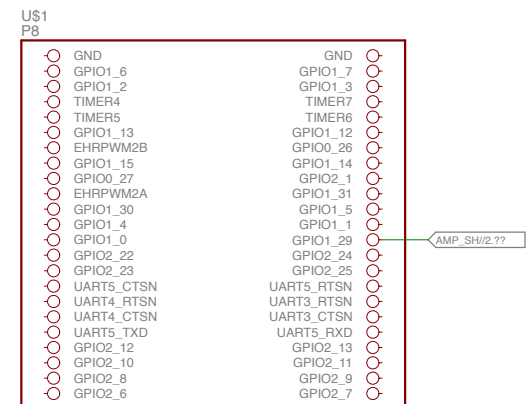 U$1
P8
GND GND
GPIO1_6 GPIO1_7
GPIO1_2 GPIO1_3
TIMER4 TIMER7
TIMER5 TIMER6
GPIO1_13 GPIO1_12
EHRPWM2B GPIO0_26
GPIO1_15 GPIO1_14
GPIO0_27 GPIO2_1
EHRPWM2A GPIO1_31
GPIO1_30 GPIO1_5
GPIO1_4 GPIO1_1
GPIO1_0 GPIO1_29 AMP_SH//2.??
GPIO2_22 GPIO2_24
GPIO2_23 GPIO2_25
UART5_CTSN UART5_RTSN
UART4_RTSN UART3_RTSN
UART4_CTSN UART3_CTSN
UART5_TXD UART5_RXD
GPIO2_12 GPIO2_13
GPIO2_10 GPIO2_11
GPIO2_8 GPIO2_9
GPIO2_6 GPIO2_7